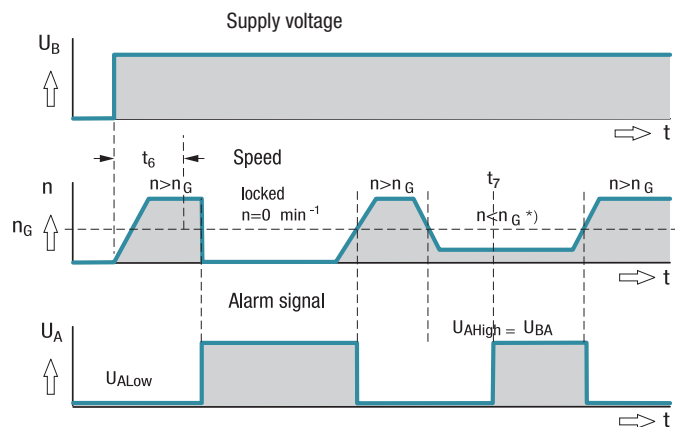 Supply voltage
U_B
t
t_6
Speed
t_7
n
n>n_G
locked
n=0 min⁻¹
n>n_G
n<n_G *)
n>n_G
n_G
t
Alarm signal
U_A
U_AHigh = U_BA
U_ALow
t